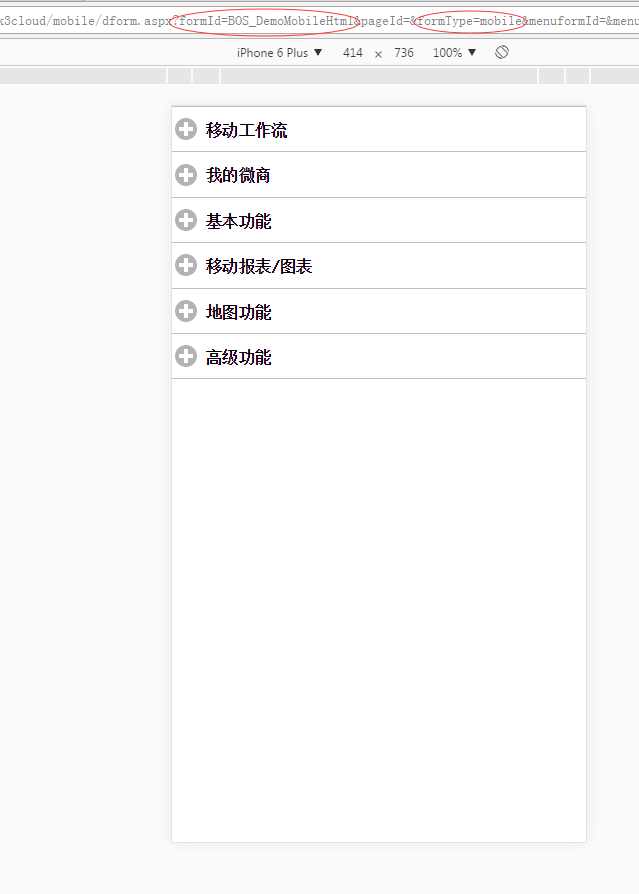 k3cloud/mobile/dform.aspx?formId=BOS_DemoMobileHtml&pageId=&formType=mobile&menuformId=&menu
iPhone 6 Plus ▼ 414 × 736 100% ▼
移动工作流
我的微商
基本功能
移动报表/图表
地图功能
高级功能